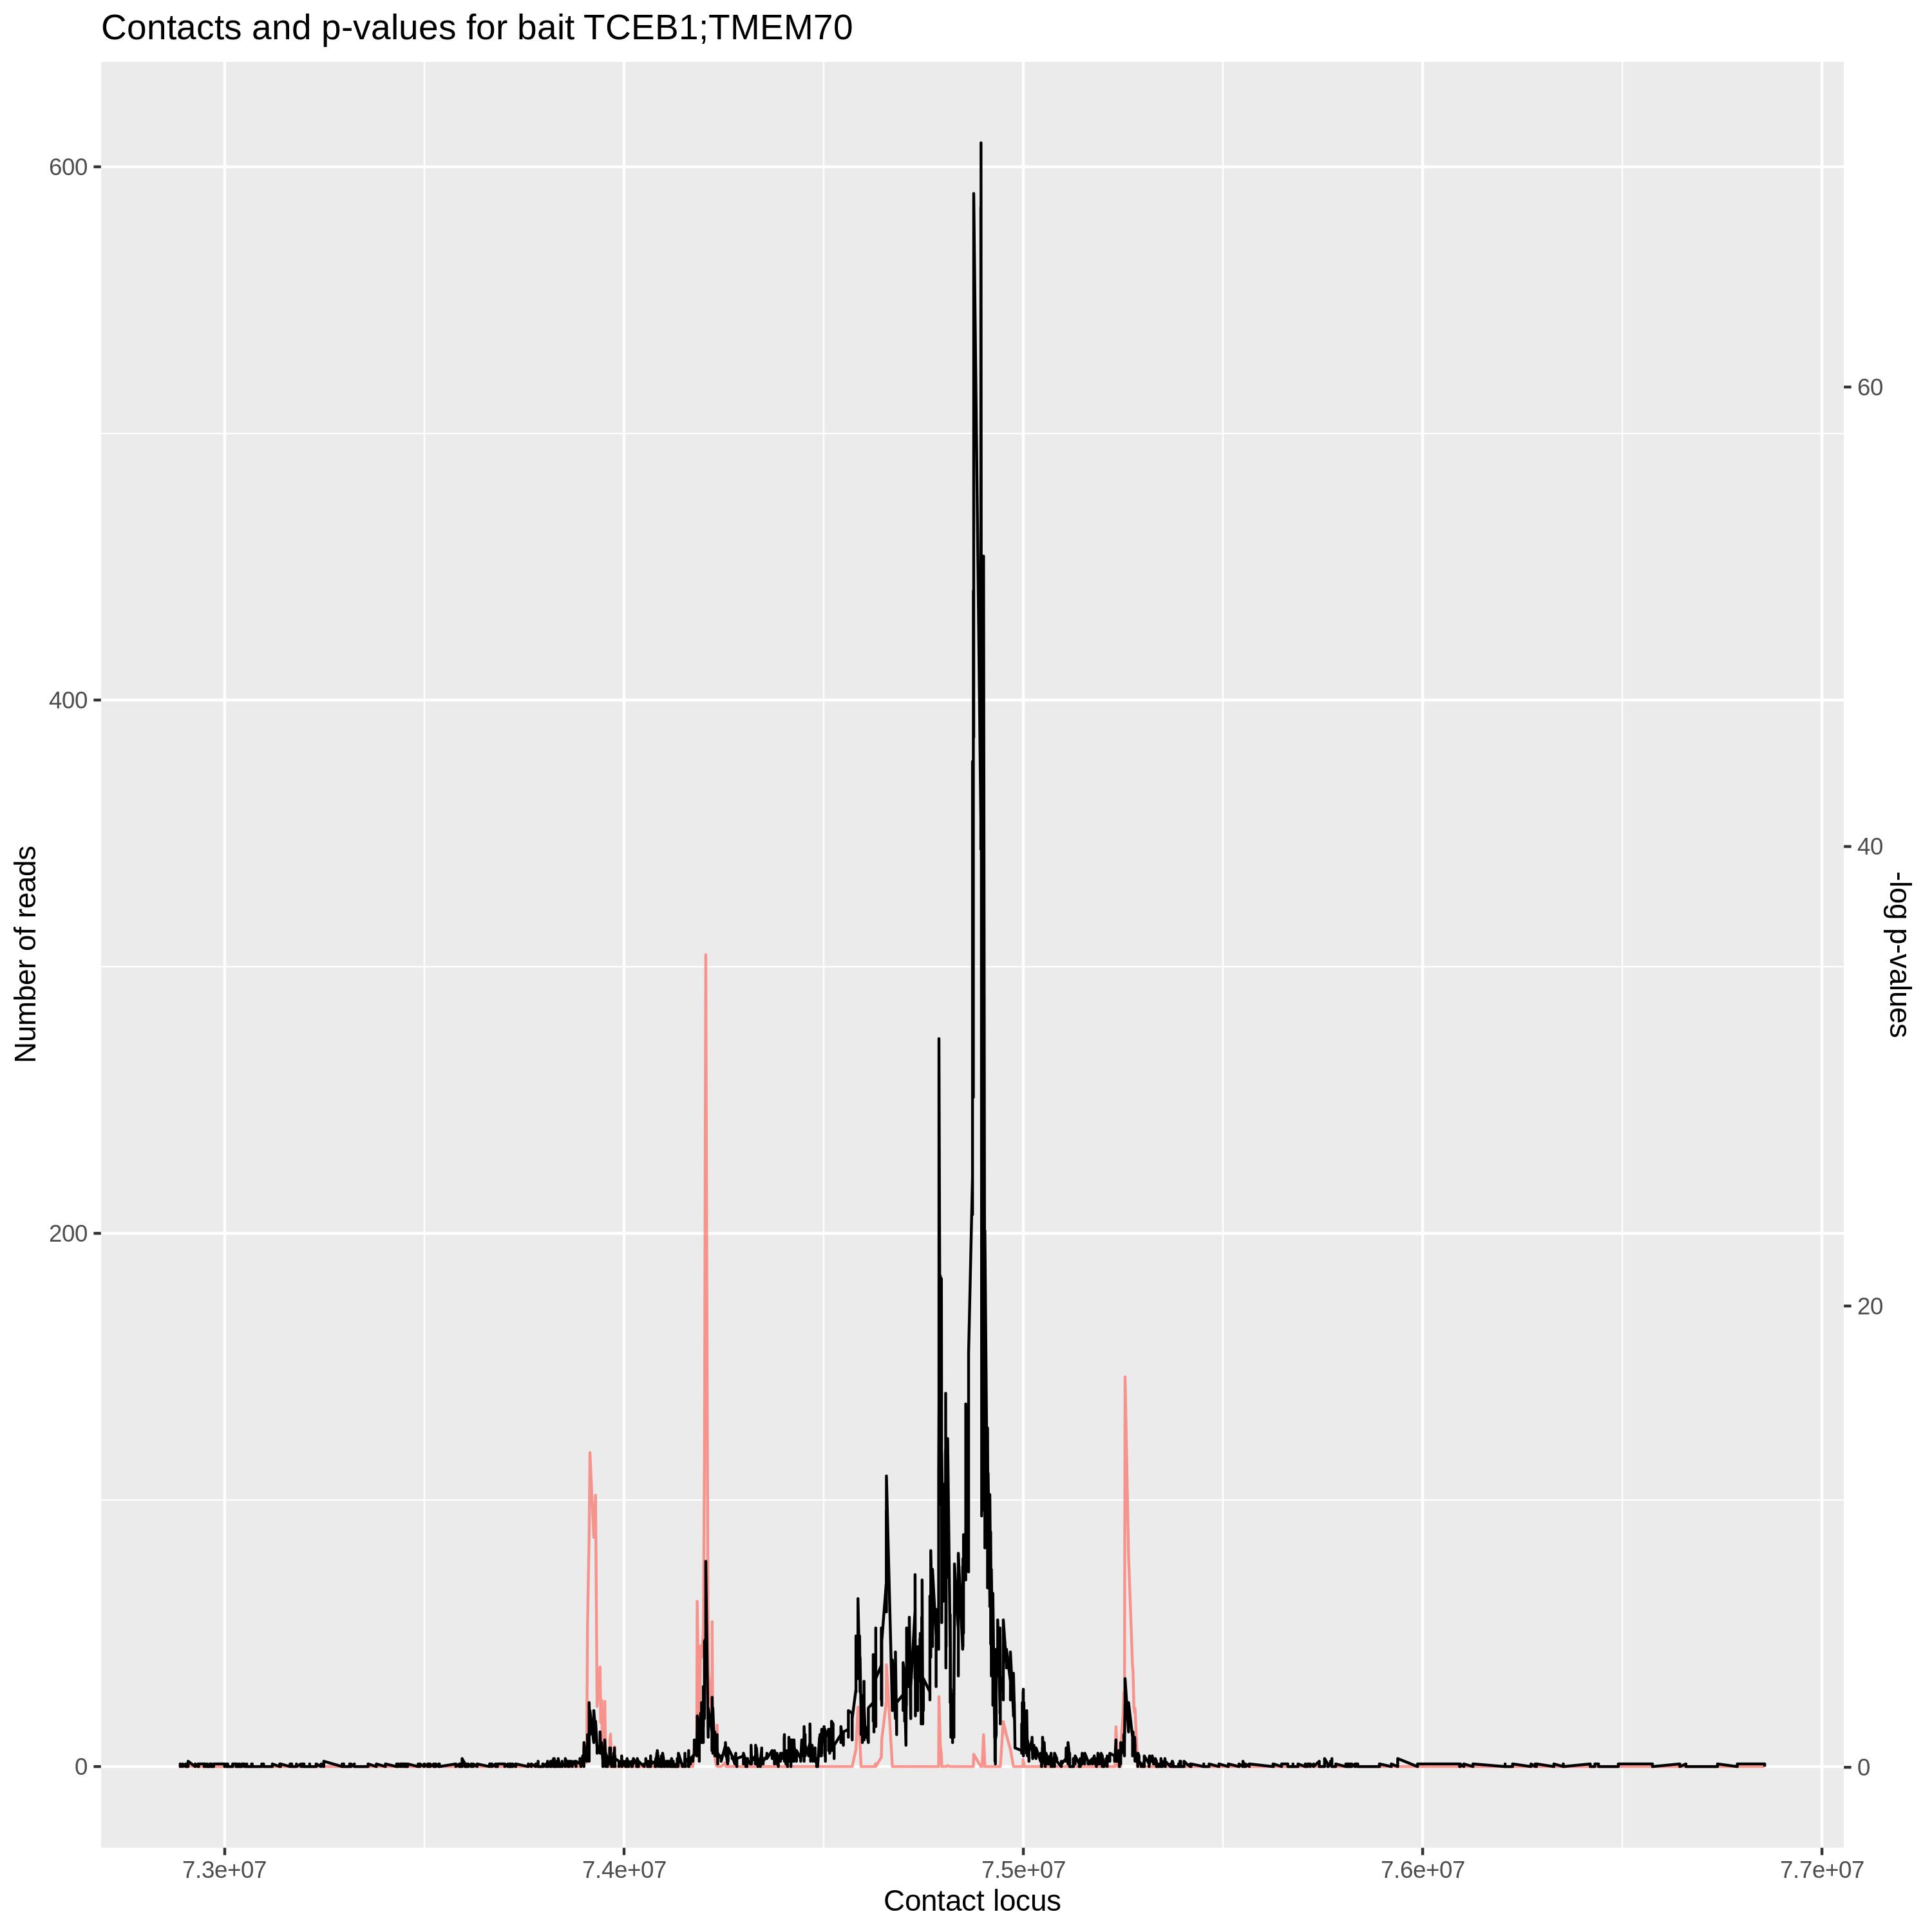 Contacts and p-values for bait TCEB1;TMEM70
600
400
200
0
Number of reads
60
40
20
0
-log p-values
7.3e+07
7.4e+07
7.5e+07
7.6e+07
7.7e+07
Contact locus